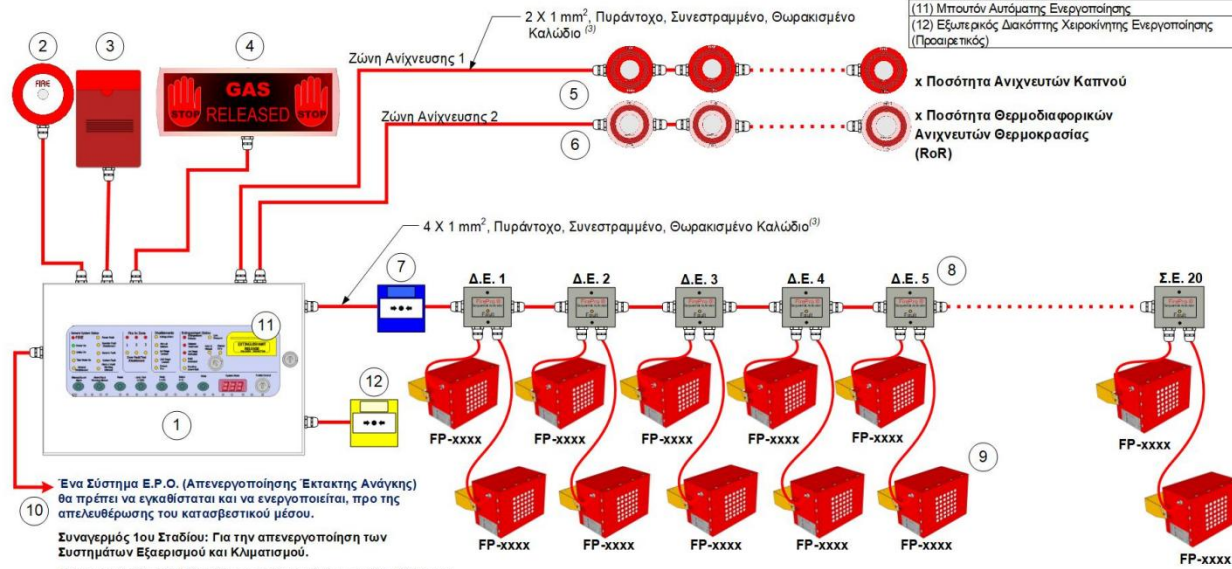 (11) Μπουτόν Αυτόματης Ενεργοποίησης
(12) Εξωτερικός Διακόπτης Χειροκίνητης Ενεργοποίησης
(Προαιρετικός)
2 X 1 mm², Πυράντοχο, Συνεστραμμένο, Θωρακισμένο
Καλώδιο (3)
2
3
4
FIRE
STOP
GAS
RELEASED
STOP
Ζώνη Ανίχνευσης 1
5
x Ποσότητα Ανιχνευτών Καπνού
Ζώνη Ανίχνευσης 2
6
x Ποσότητα Θερμοδιαφορικών
Ανιχνευτών Θερμοκρασίας
(RoR)
4 X 1 mm², Πυράντοχο, Συνεστραμμένο, Θωρακισμένο Καλώδιο(3)
7
Δ.Ε. 1
Δ.Ε. 2
Δ.Ε. 3
Δ.Ε. 4
Δ.Ε. 5
8
Σ.Ε. 20
11
1
12
FP-xxxx
FP-xxxx
FP-xxxx
FP-xxxx
FP-xxxx
FP-xxxx
9
FP-xxxx
FP-xxxx
FP-xxxx
FP-xxxx
FP-xxxx
FP-xxxx
10
Ένα Σύστημα Ε.Ρ.Ο. (Απενεργοποίησης Έκτακτης Ανάγκης)
θα πρέπει να εγκαθίσταται και να ενεργοποιείται, προ της
απελευθέρωσης του κατασβεστικού μέσου.
Συναγερμός 1ου Σταδίου: Για την απενεργοποίηση των
Συστημάτων Εξαερισμού και Κλιματισμού.